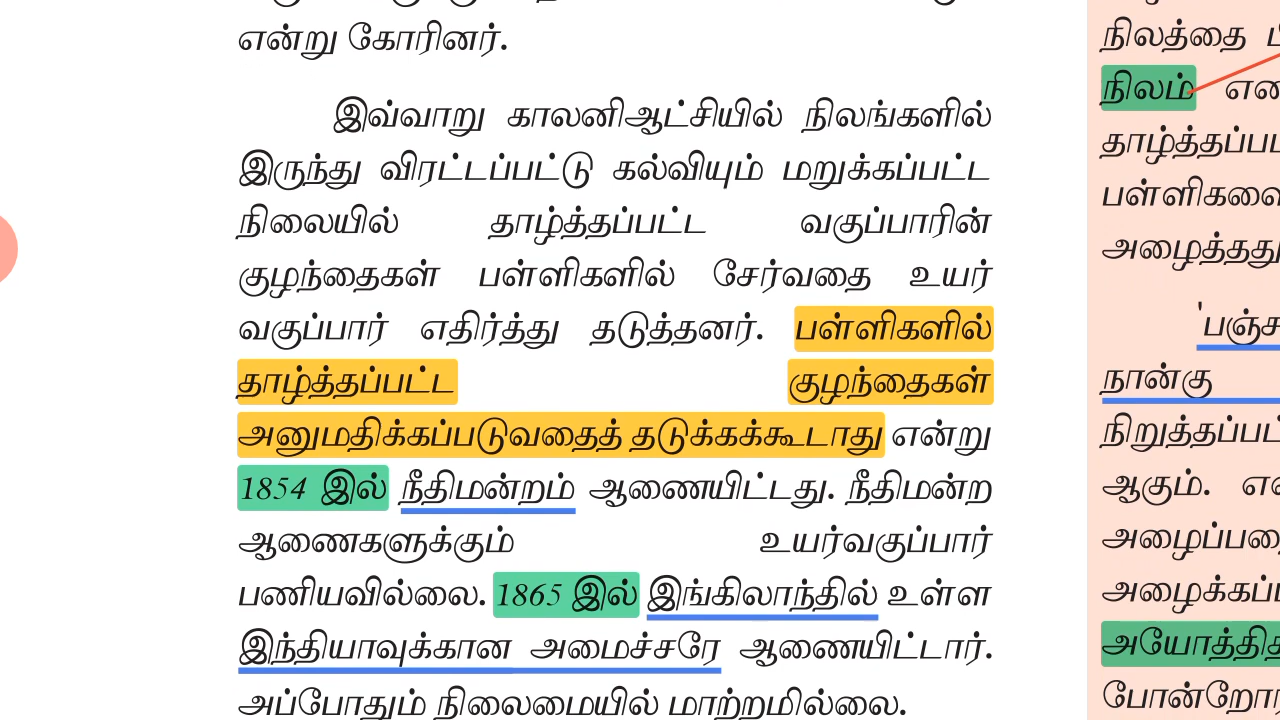 என்று கோரினர்.
இவ்வாறு காலனிஆட்சியில் நிலங்களில்
இருந்து விரட்டப்பட்டு கல்வியும் மறுக்கப்பட்ட
நிலையில் தாழ்த்தப்பட்ட வகுப்பாரின்
குழந்தைகள் பள்ளிகளில் சேர்வதை உயர்
வகுப்பார் எதிர்த்து தடுத்தனர். பள்ளிகளில்
தாழ்த்தப்பட்ட குழந்தைகள்
அனுமதிக்கப்படுவதைத் தடுக்கக்கூடாது என்று
1854 இல் நீதிமன்றம் ஆணையிட்டது. நீதிமன்ற
ஆணைகளுக்கும் உயர்வகுப்பார்
பணியவில்லை. 1865 இல் இங்கிலாந்தில் உள்ள
இந்தியாவுக்கான அமைச்சரே ஆணையிட்டார்.
அப்போதும் நிலைமையில் மாற்றமில்லை.
நிலத்தை
நிலம்
அழைத்தது
நான்கு
ஆகும்.